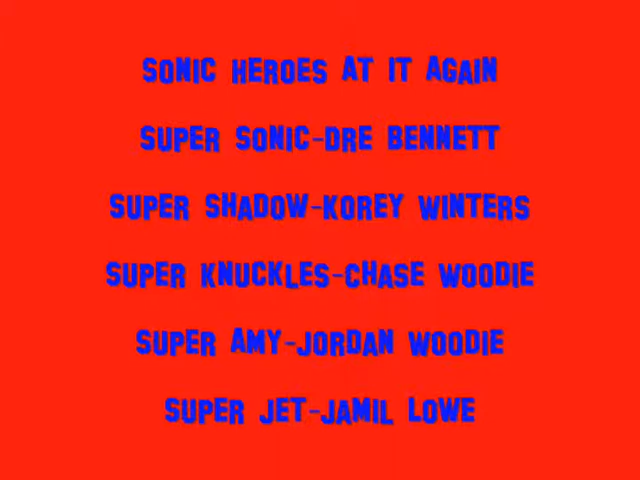 SONIC HEROES AT IT AGAIN
SUPER SONIC-DRE BENNETT
SUPER SHADOW-KOREY WINTERS
SUPER KNUCKLES-CHASE WOODIE
SUPER AMY-JORDAN WOODIE
SUPER JET-JAMIL LOWE